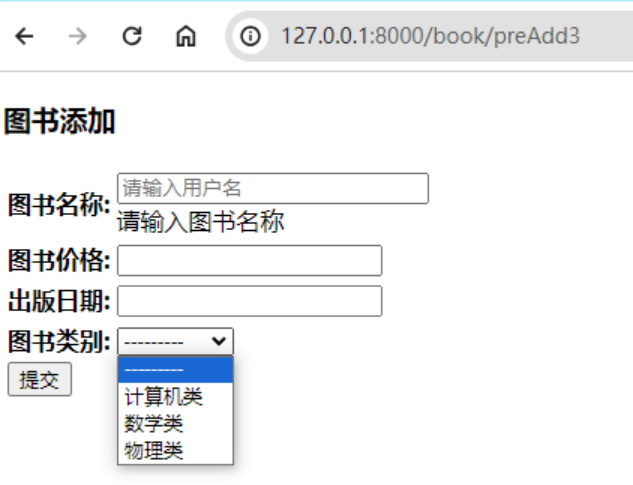 127.0.0.1:8000/book/preAdd3
图书添加
图书名称: 请输入用户名
请输入图书名称
图书价格:
出版日期:
图书类别: ---------
---------
提交
计算机类
数学类
物理类